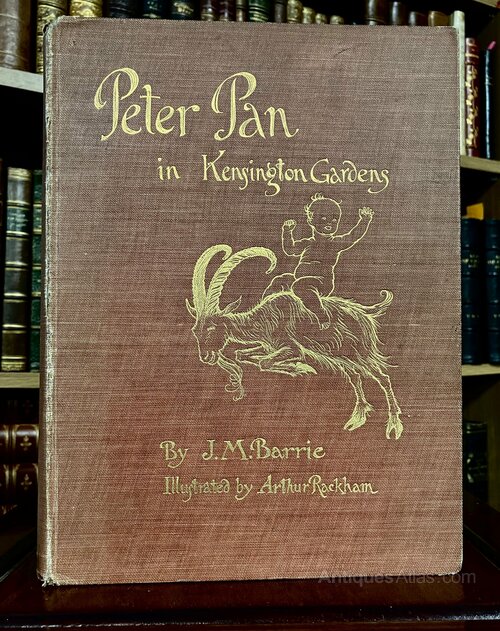 Peter Pan
in Kensington Gardens
By J.M. Barrie
Illustrated by Arthur Rackham
AntiquesAtlas.com